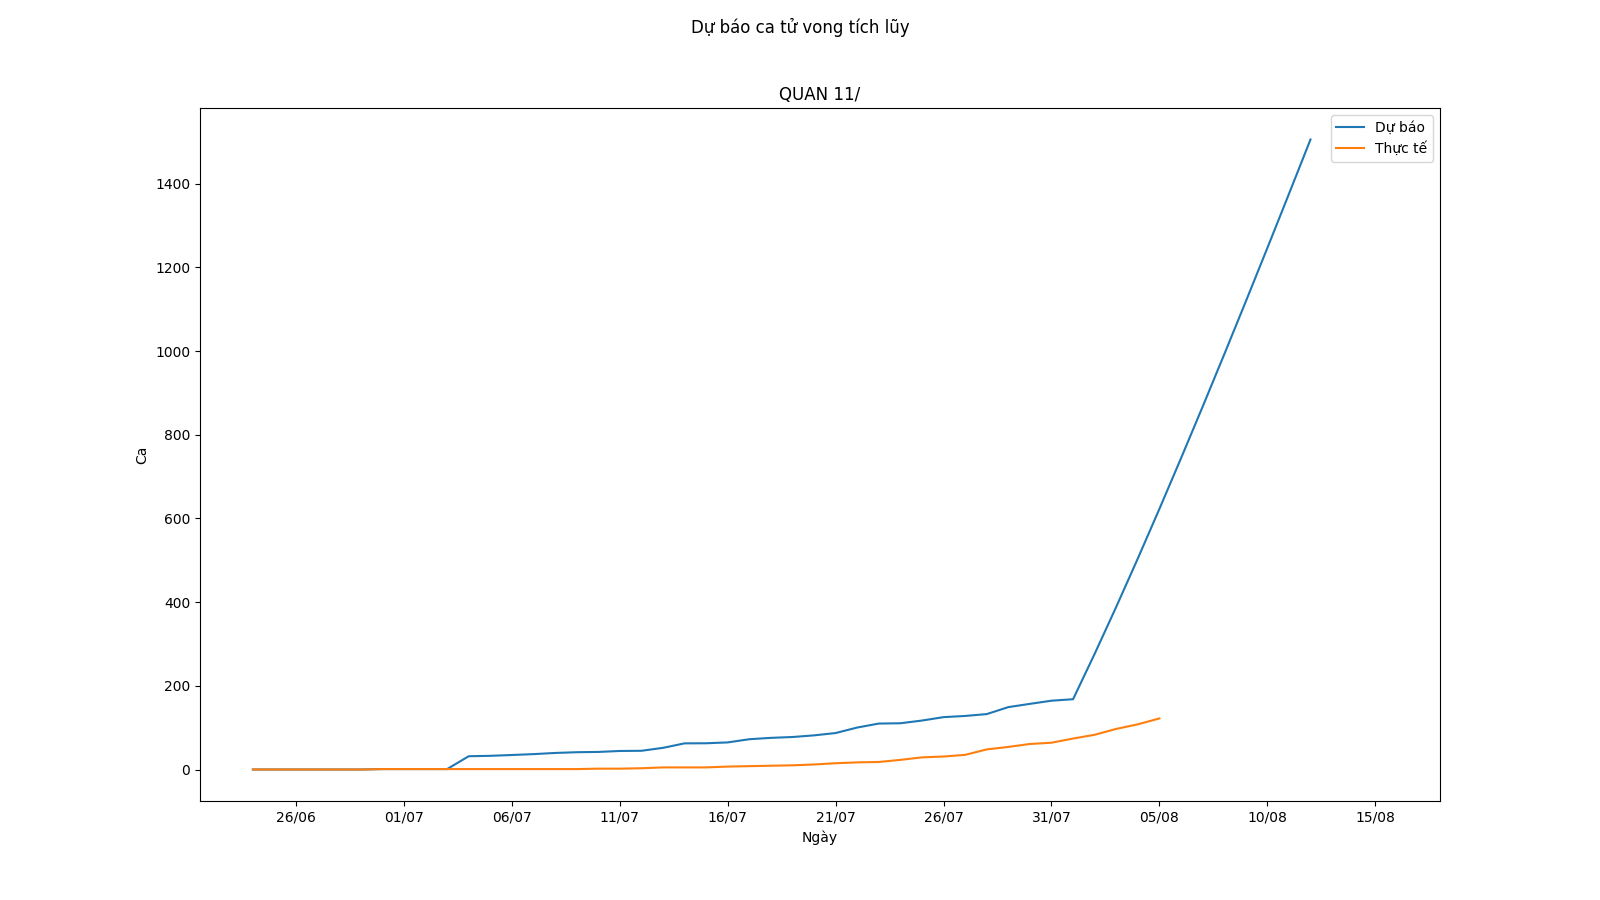 Dự báo ca tử vong tích lũy
QUAN 11/
Dự báo
Thực tế
1400
1200
1000
800
600
400
200
0
Ca
26/06 01/07 06/07 11/07 16/07 21/07 26/07 31/07 05/08 10/08 15/08
Ngày